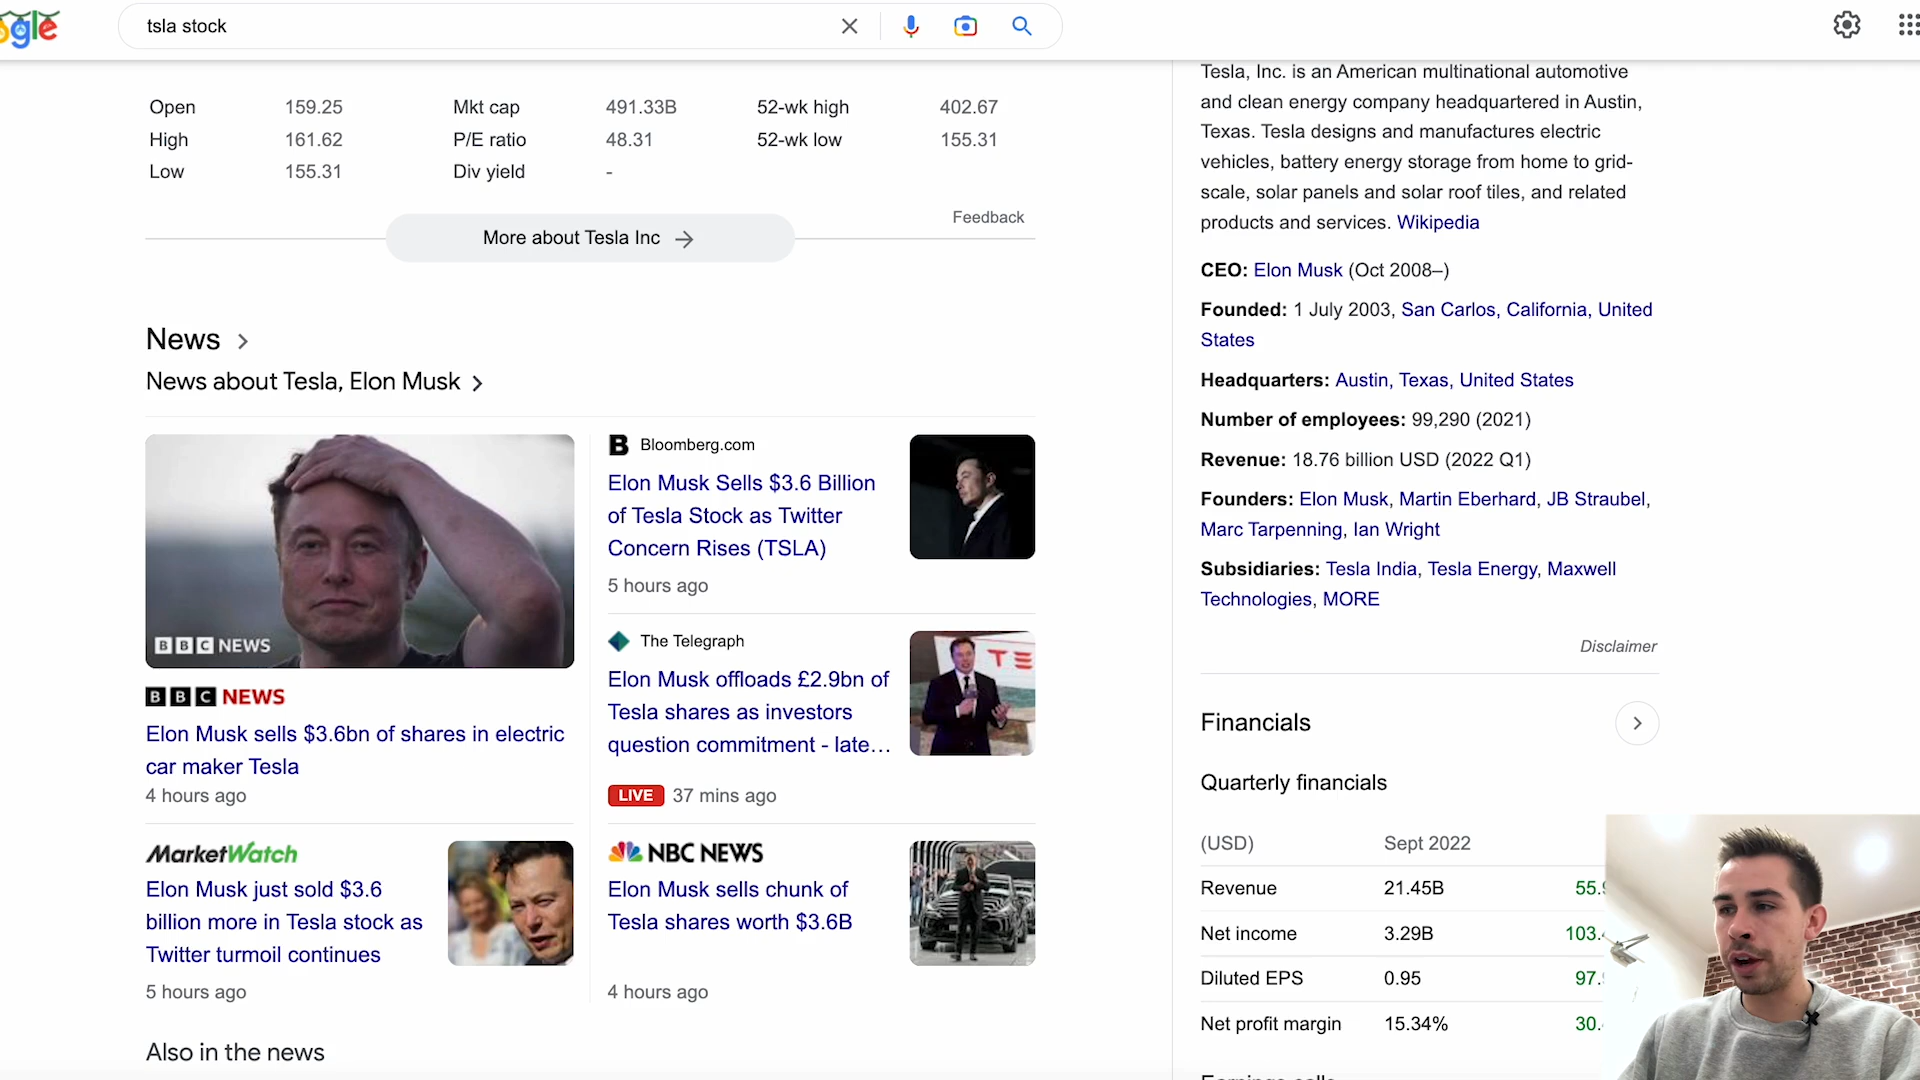 gle
tsla stock
Open 159.25 Mkt cap 491.33B 52-wk high 402.67
High 161.62 P/E ratio 48.31 52-wk low 155.31
Low 155.31 Div yield -
Feedback
More about Tesla Inc
News
News about Tesla, Elon Musk
BBC NEWS
BBC NEWS
Elon Musk sells $3.6bn of shares in electric
car maker Tesla
4 hours ago
B Bloomberg.com
Elon Musk Sells $3.6 Billion
of Tesla Stock as Twitter
Concern Rises (TSLA)
5 hours ago
The Telegraph
Elon Musk offloads £2.9bn of
Tesla shares as investors
question commitment - late...
TES
LIVE 37 mins ago
MarketWatch
Elon Musk just sold $3.6
billion more in Tesla stock as
Twitter turmoil continues
5 hours ago
NBC NEWS
Elon Musk sells chunk of
Tesla shares worth $3.6B
4 hours ago
Also in the news
Tesla, Inc. is an American multinational automotive
and clean energy company headquartered in Austin,
Texas. Tesla designs and manufactures electric
vehicles, battery energy storage from home to grid-
scale, solar panels and solar roof tiles, and related
products and services. Wikipedia
CEO: Elon Musk (Oct 2008–)
Founded: 1 July 2003, San Carlos, California, United
States
Headquarters: Austin, Texas, United States
Number of employees: 99,290 (2021)
Revenue: 18.76 billion USD (2022 Q1)
Founders: Elon Musk, Martin Eberhard, JB Straubel,
Marc Tarpenning, Ian Wright
Subsidiaries: Tesla India, Tesla Energy, Maxwell
Technologies, MORE
Disclaimer
Financials
Quarterly financials
(USD) Sept 2022
Revenue 21.45B 55.
Net income 3.29B 103.
Diluted EPS 0.95 97.
Net profit margin 15.34% 30.